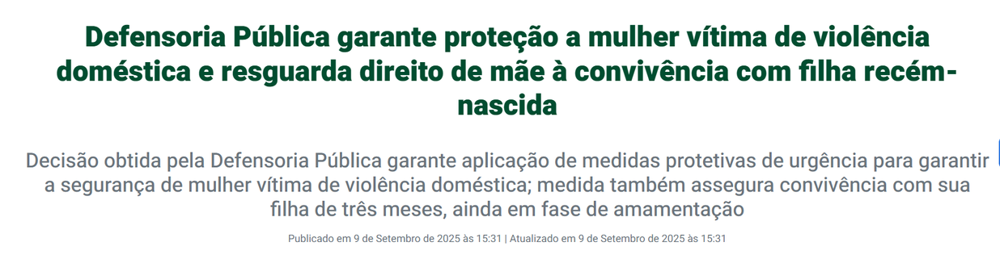 Defensoria Pública garante proteção a mulher vítima de violência
doméstica e resguarda direito de mãe à convivência com filha recém-
nascida
Decisão obtida pela Defensoria Pública garante aplicação de medidas protetivas de urgência para garantir
a segurança de mulher vítima de violência doméstica; medida também assegura convivência com sua
filha de três meses, ainda em fase de amamentação
Publicado em 9 de Setembro de 2025 às 15:31 | Atualizado em 9 de Setembro de 2025 às 15:31